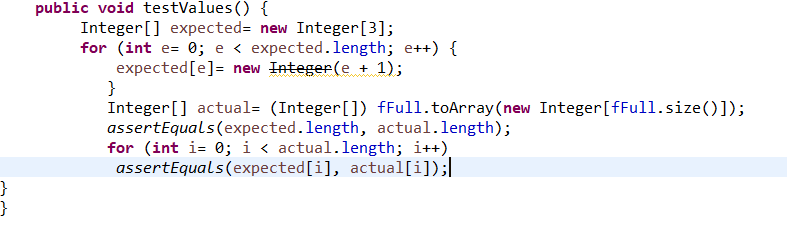 public void testValues() {
Integer[] expected= new Integer[3];
for (int e= 0; e < expected.length; e++) {
expected[e]= new Integer(e + 1);
}
Integer[] actual= (Integer[]) fFull.toArray(new Integer[fFull.size()]);
assertEquals(expected.length, actual.length);
for (int i= 0; i < actual.length; i++)
assertEquals(expected[i], actual[i]);
}
}